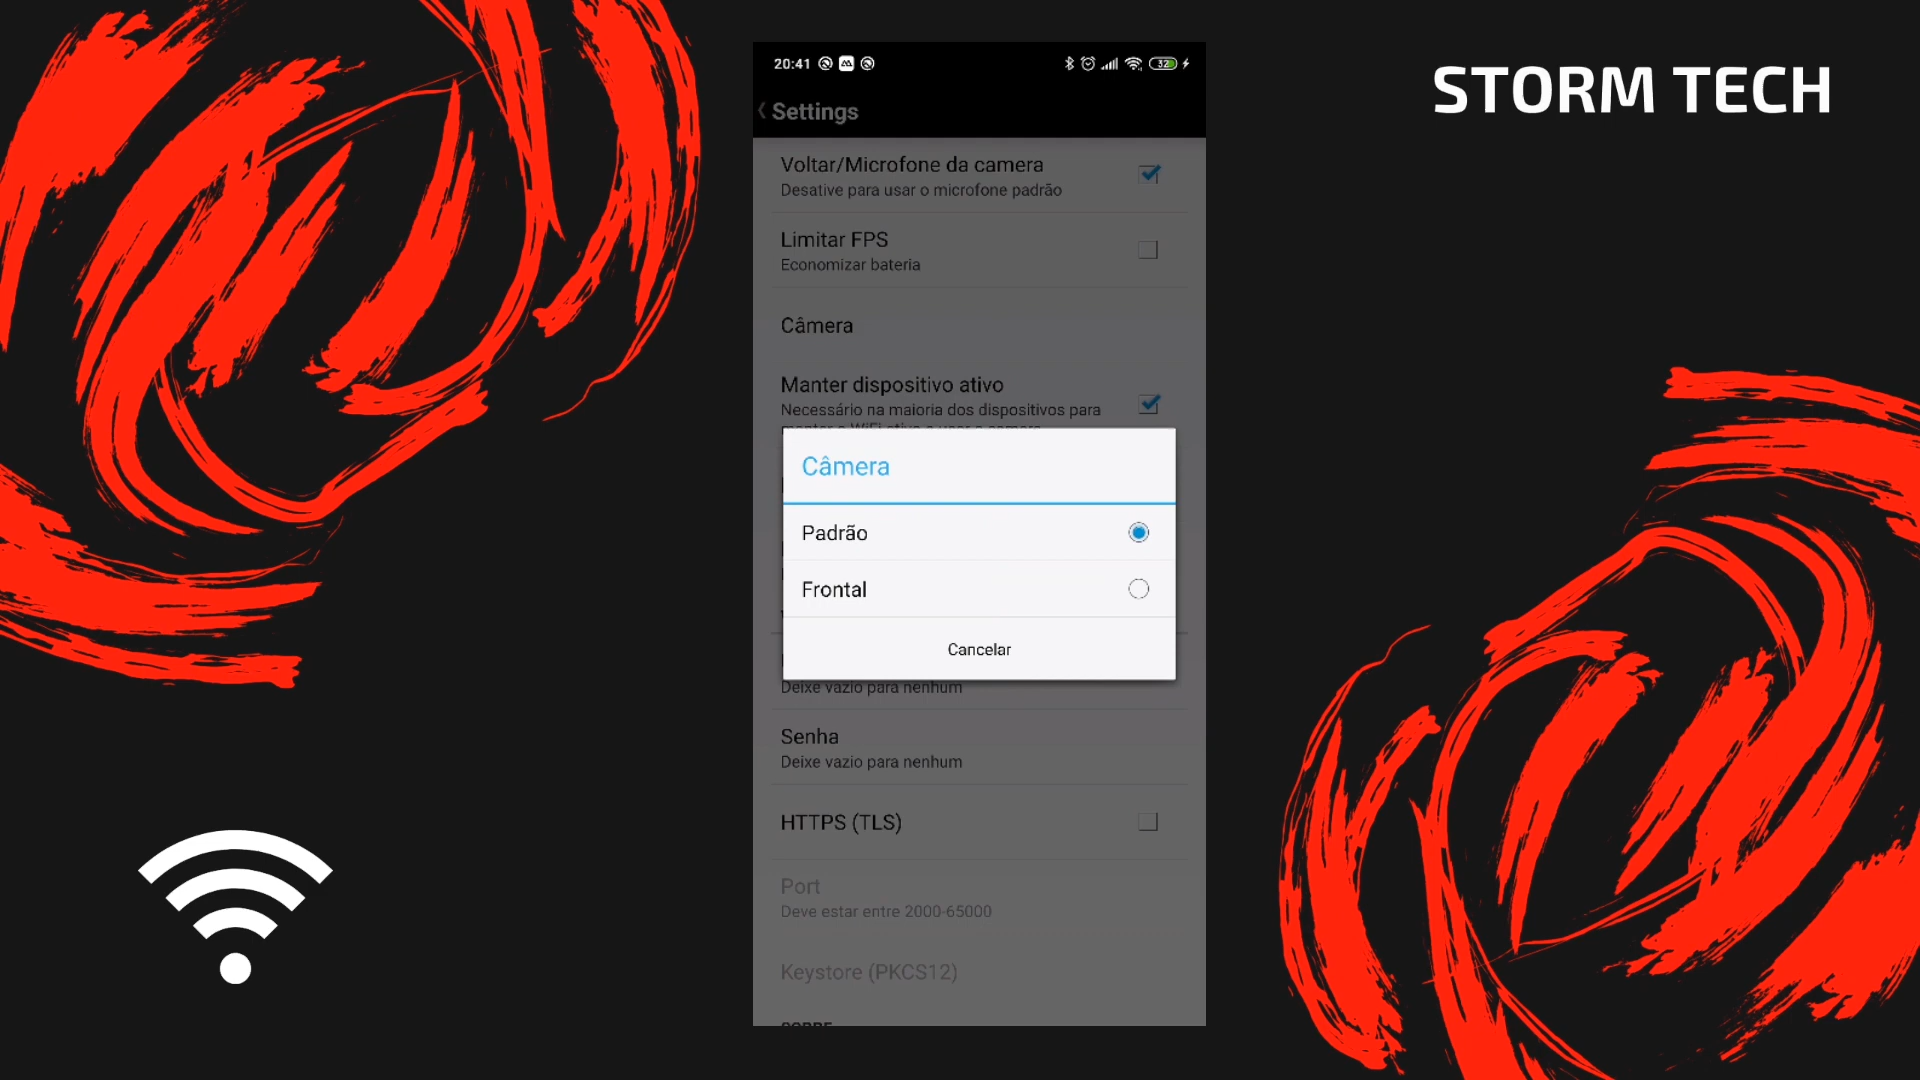 STORM TECH
20:41
32
Settings
Voltar/Microfone da camera
Desative para usar o microfone padrão
Limitar FPS
Economizar bateria
Câmera
Manter dispositivo ativo
Necessário na maioria dos dispositivos para
Câmera
Padrão
Frontal
Cancelar
Deixe vazio para nenhum
Senha
Deixe vazio para nenhum
HTTPS (TLS)
Port
Deve estar entre 2000-65000
Keystore (PKCS12)